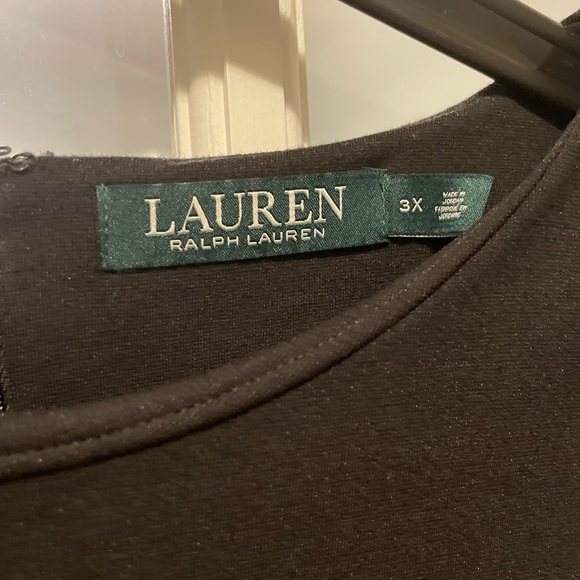 LAUREN
RALPH LAUREN
3X
MADE IN
JORDAN
FABRIQUÉ EN
JORDANIE